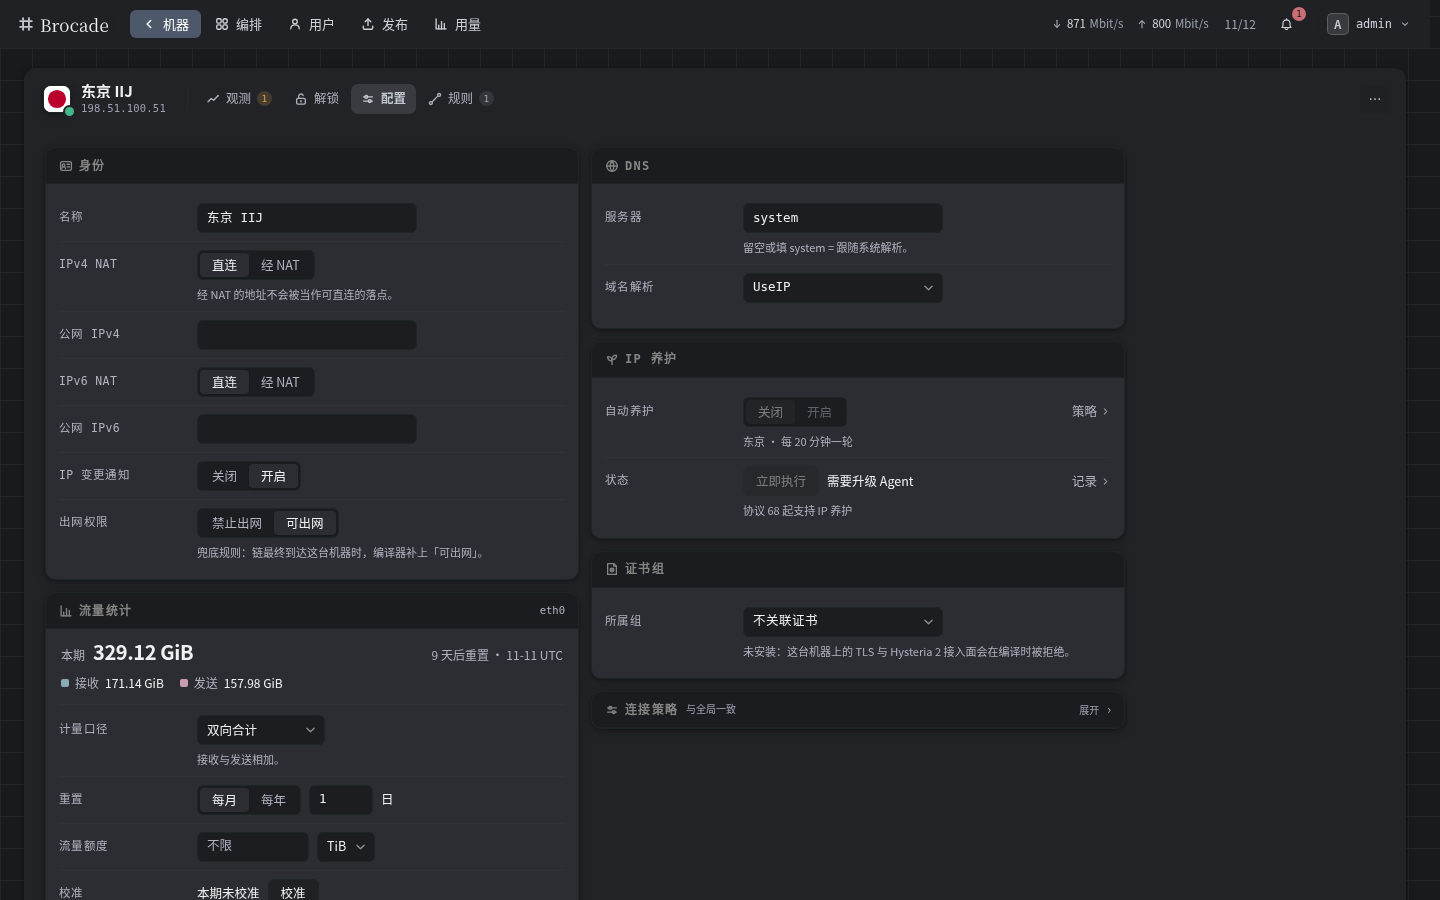 Brocade
机器
编排
用户
发布
用量
↓ 871 Mbit/s
↑ 800 Mbit/s
11/12
1
A
admin
东京 IIJ
198.51.100.51
观测 1
解锁
配置
规则 1
...
身份
名称
东京 IIJ
IPv4 NAT
直连
经 NAT
经 NAT 的地址不会被当作可直连的落点。
公网 IPv4
IPv6 NAT
直连
经 NAT
公网 IPv6
IP 变更通知
关闭
开启
出网权限
禁止出网
可出网
兜底规则：链最终到达这台机器时，编译器补上「可出网」。
流量统计
eth0
本期 329.12 GiB
9 天后重置 · 11-11 UTC
接收 171.14 GiB
发送 157.98 GiB
计量口径
双向合计
接收与发送相加。
重置
每月
每年
1
日
流量额度
不限
TiB
校准
本期未校准
校准
DNS
服务器
system
留空或填 system = 跟随系统解析。
域名解析
UseIP
IP 养护
自动养护
关闭
开启
策略 ›
东京 · 每 20 分钟一轮
状态
立即执行
需要升级 Agent
记录 ›
协议 68 起支持 IP 养护
证书组
所属组
不关联证书
未安装：这台机器上的 TLS 与 Hysteria 2 接入面会在编译时被拒绝。
连接策略 与全局一致
展开 ›